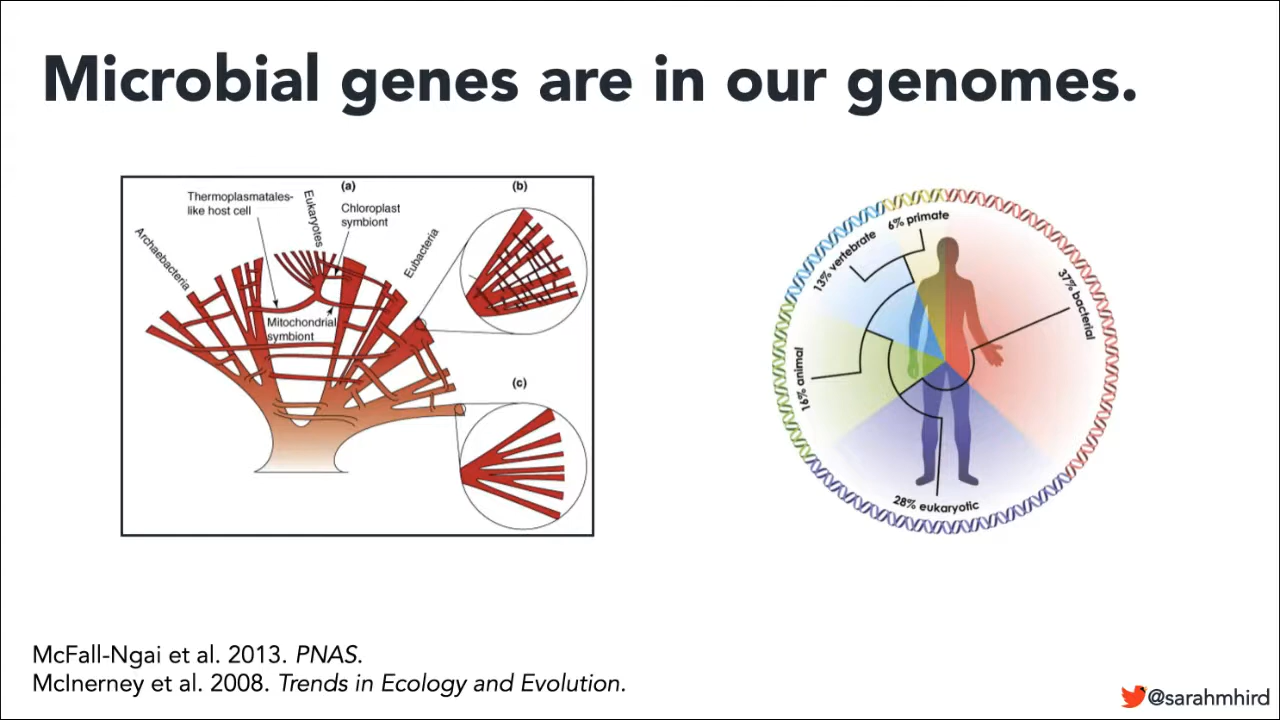 Microbial genes are in our genomes.
Thermoplasmatales-
like host cell
Eukaryotes
(a)
Chloroplast
symbiont
(b)
Archaebacteria
Eubacteria
Mitochondrial
symbiont
(c)
6% primate
13% vertebrate
37% bacterial
16% animal
28% eukaryotic
McFall-Ngai et al. 2013. PNAS.
McInerney et al. 2008. Trends in Ecology and Evolution.
@sarahmhird